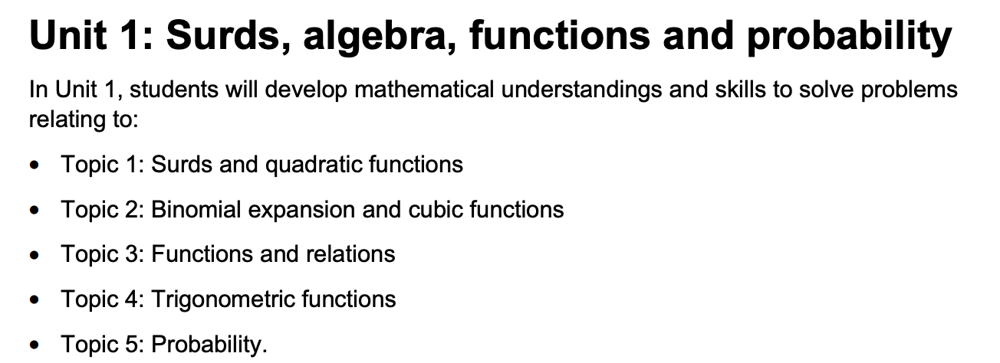 Unit 1: Surds, algebra, functions and probability
In Unit 1, students will develop mathematical understandings and skills to solve problems
relating to:
• Topic 1: Surds and quadratic functions
• Topic 2: Binomial expansion and cubic functions
• Topic 3: Functions and relations
• Topic 4: Trigonometric functions
• Topic 5: Probability.